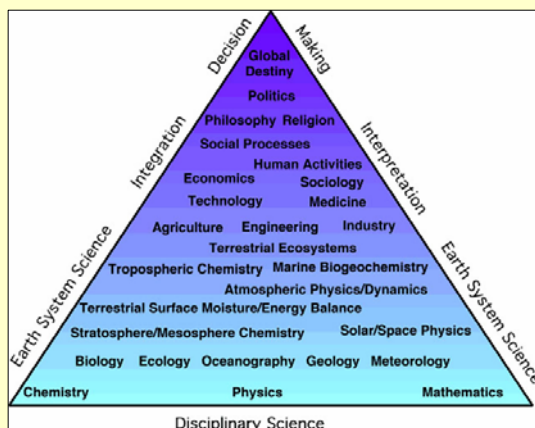 Decision
Making
Global
Destiny
Politics
Philosophy Religion
Integration
Interpretation
Social Processes
Human Activities
Economics
Sociology
Technology
Medicine
Agriculture Engineering Industry
Terrestrial Ecosystems
Tropospheric Chemistry Marine Biogeochemistry
Atmospheric Physics/Dynamics
Earth System Science
Earth System Science
Terrestrial Surface Moisture/Energy Balance
Stratosphere/Mesosphere Chemistry Solar/Space Physics
Biology Ecology Oceanography Geology Meteorology
Chemistry Physics Mathematics
Disciplinary Science